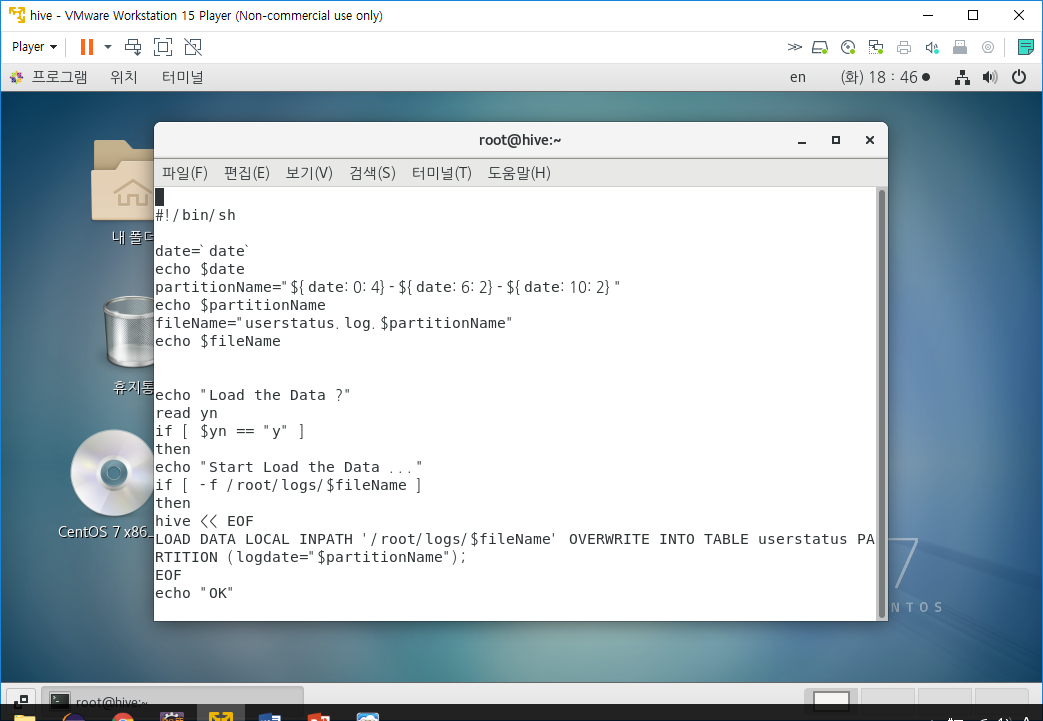 hive - VMware Workstation 15 Player (Non-commercial use only)
Player
프로그램 위치 터미널 en (화) 18 : 46
root@hive:~
파일(F) 편집(E) 보기(V) 검색(S) 터미널(T) 도움말(H)
#!/bin/sh
date=`date`
echo $date
partitionName="${date:0:4}-${date:6:2}-${date:10:2}"
echo $partitionName
fileName="userstatus.log.$partitionName"
echo $fileName
echo "Load the Data ?"
read yn
if [ $yn == "y" ]
then
echo "Start Load the Data ..."
if [ -f /root/logs/$fileName ]
then
hive << EOF
LOAD DATA LOCAL INPATH '/root/logs/$fileName' OVERWRITE INTO TABLE userstatus PA
RTITION (logdate="$partitionName");
EOF
echo "OK"
내 폴더
휴지통
CentOS 7 x86_
7
NTOS
root@hive:~